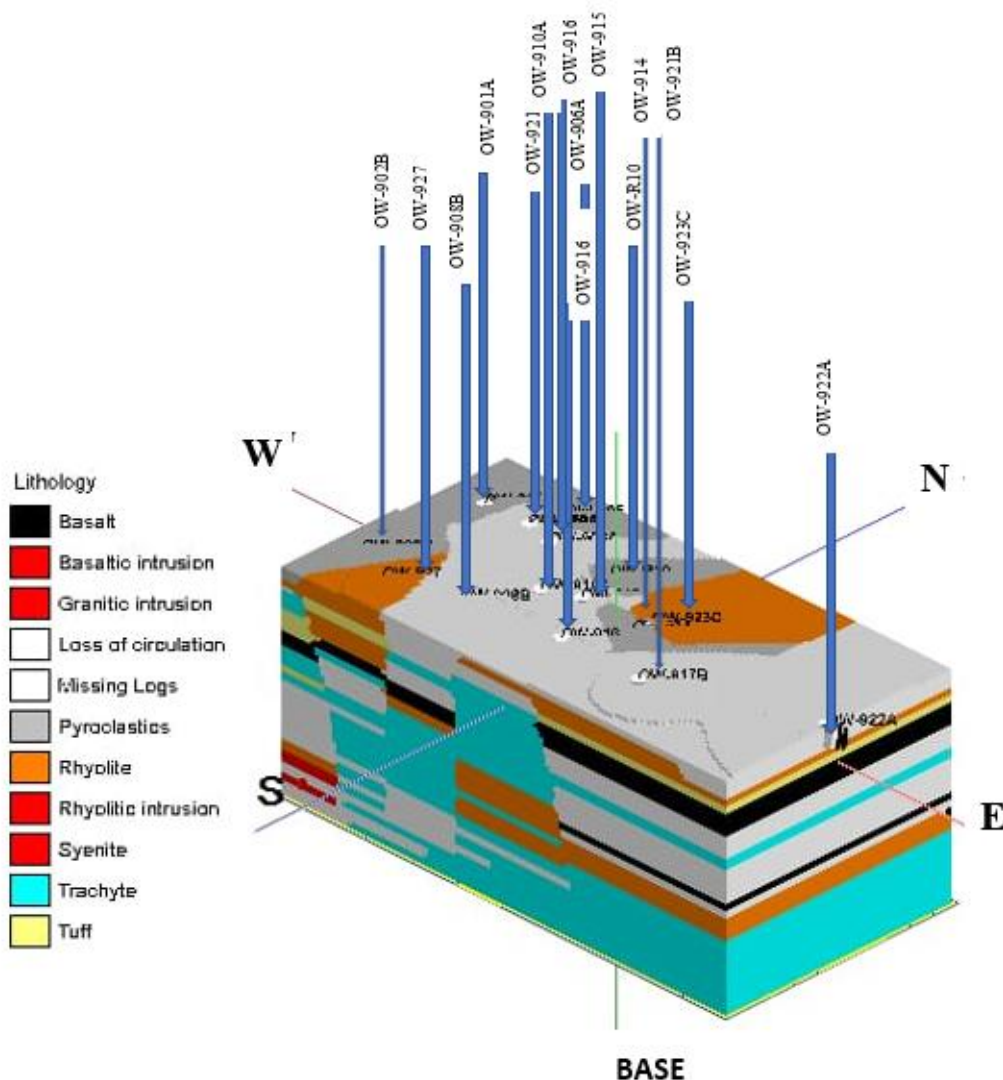 OW-902B
OW-927
OW-908B
OW-901A
OW-921
OW-910A
OW-916
OW-906A
OW-916
OW-915
OW-R10
OW-914
OW-921B
OW-923C
OW-922A
W
N
S
E
Lithology
Basalt
Basaltic intrusion
Granitic intrusion
Loss of circulation
Missing Logs
Pyroclastics
Rhyolite
Rhyolitic intrusion
Syenite
Trachyte
Tuff
OW-923C
OW-917B
OW-922A
BASE